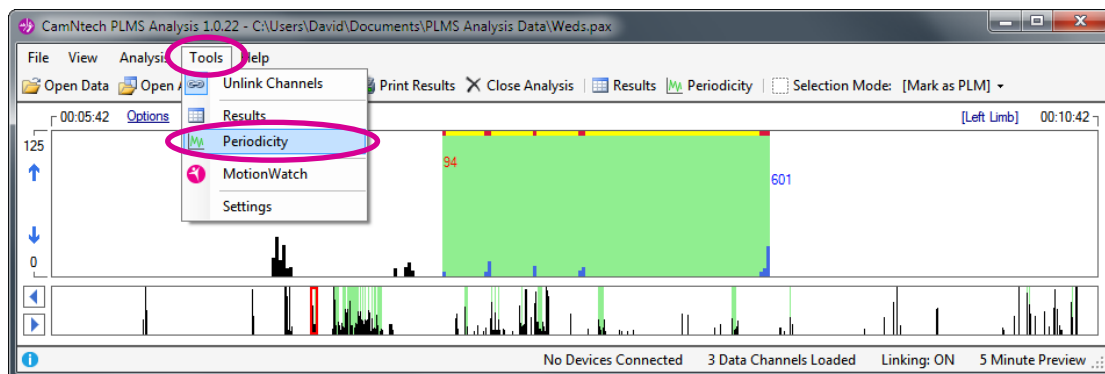 CamNtech PLMS Analysis 1.0.22 - C:\Users\David\Documents\PLMS Analysis Data\Weds.pax
File View Analysis Tools Help
Open Data Open Print Results Close Analysis Results Periodicity Selection Mode: [Mark as PLM]
Unlink Channels
Results
Periodicity
MotionWatch
Settings
00:05:42 Options [Left Limb] 00:10:42
125
94
601
0
No Devices Connected 3 Data Channels Loaded Linking: ON 5 Minute Preview